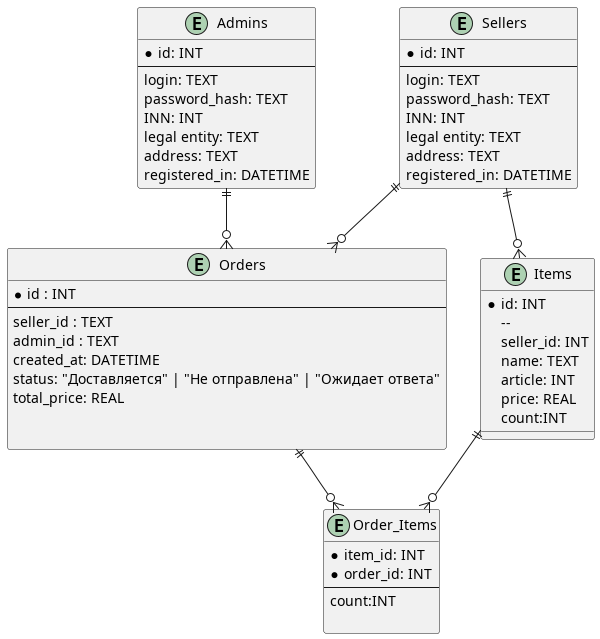 E Admins
* id: INT
login: TEXT
password_hash: TEXT
INN: INT
legal entity: TEXT
address: TEXT
registered_in: DATETIME
E Sellers
* id: INT
login: TEXT
password_hash: TEXT
INN: INT
legal entity: TEXT
address: TEXT
registered_in: DATETIME
E Orders
* id : INT
seller_id : TEXT
admin_id : TEXT
created_at: DATETIME
status: "Доставляется" | "Не отправлена" | "Ожидает ответа"
total_price: REAL
E Items
* id: INT
--
seller_id: INT
name: TEXT
article: INT
price: REAL
count:INT
E Order_Items
* item_id: INT
* order_id: INT
count:INT